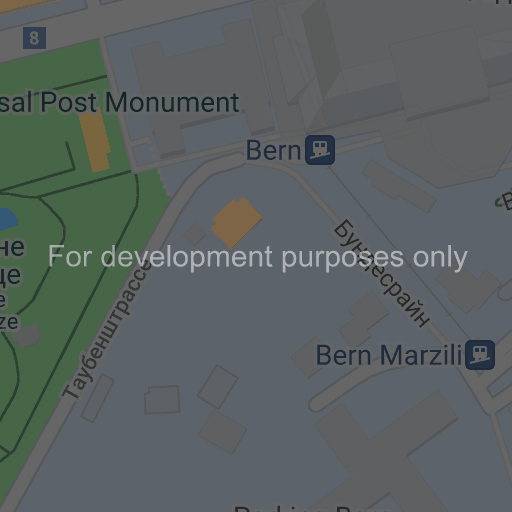 8
sal Post Monument
Bern
не
це
e
ze
For development purposes only
Бундесрайн
Таубенштрассе
Bern Marzili